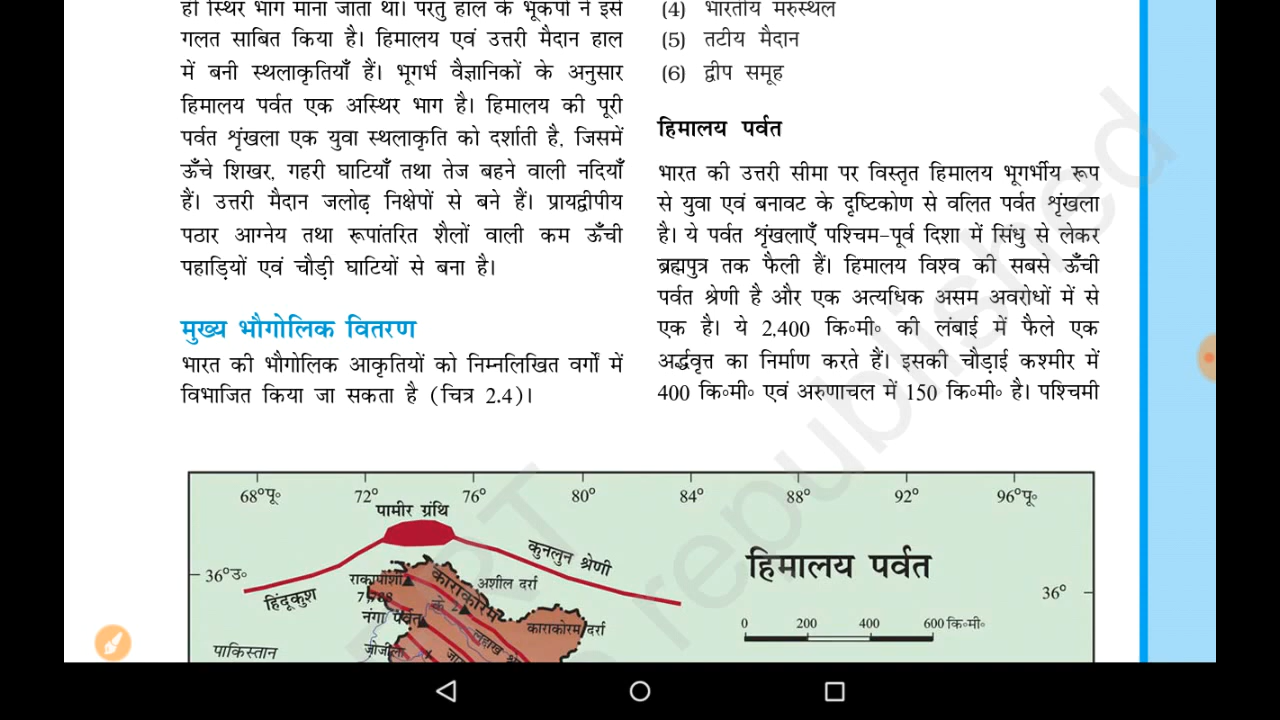 ही स्थिर भाग माना जाता था। परंतु हाल के भूकंपों ने इसे
गलत साबित किया है। हिमालय एवं उत्तरी मैदान हाल
में बनी स्थलाकृतियाँ हैं। भूगर्भ वैज्ञानिकों के अनुसार
हिमालय पर्वत एक अस्थिर भाग है। हिमालय की पूरी
पर्वत शृंखला एक युवा स्थलाकृति को दर्शाती है, जिसमें
ऊँचे शिखर, गहरी घाटियाँ तथा तेज बहने वाली नदियाँ
हैं। उत्तरी मैदान जलोढ़ निक्षेपों से बने हैं। प्रायद्वीपीय
पठार आग्नेय तथा रूपांतरित शैलों वाली कम ऊँची
पहाड़ियों एवं चौड़ी घाटियों से बना है।
मुख्य भौगोलिक वितरण
भारत की भौगोलिक आकृतियों को निम्नलिखित वर्गों में
विभाजित किया जा सकता है (चित्र 2.4)।
(4) भारतीय मरुस्थल
(5) तटीय मैदान
(6) द्वीप समूह
हिमालय पर्वत
भारत की उत्तरी सीमा पर विस्तृत हिमालय भूगर्भीय रूप
से युवा एवं बनावट के दृष्टिकोण से वलित पर्वत शृंखला
है। ये पर्वत शृंखलाएँ पश्चिम-पूर्व दिशा में सिंधु से लेकर
ब्रह्मपुत्र तक फैली हैं। हिमालय विश्व की सबसे ऊँची
पर्वत श्रेणी है और एक अत्यधिक असम अवरोधों में से
एक है। ये 2,400 कि॰मी॰ की लंबाई में फैले एक
अर्द्धवृत्त का निर्माण करते हैं। इसकी चौड़ाई कश्मीर में
400 कि॰मी॰ एवं अरुणाचल में 150 कि॰मी॰ है। पश्चिमी
68°पू॰ 72° 76° 80° 84° 88° 92° 96°पू॰
पामीर ग्रंथि
कुनलुन श्रेणी
हिमालय पर्वत
36°उ॰
हिंदूकुश
राकापोशी
काराकोरम
अशील दर्रा
36°
के 2
नंगा पर्वत
काराकोरम दर्रा
0 200 400 600 कि॰मी॰
पाकिस्तान
जोजीला
republished